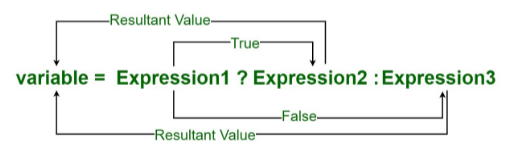 Resultant Value
True
variable = Expression1 ? Expression2 : Expression3
False
Resultant Value